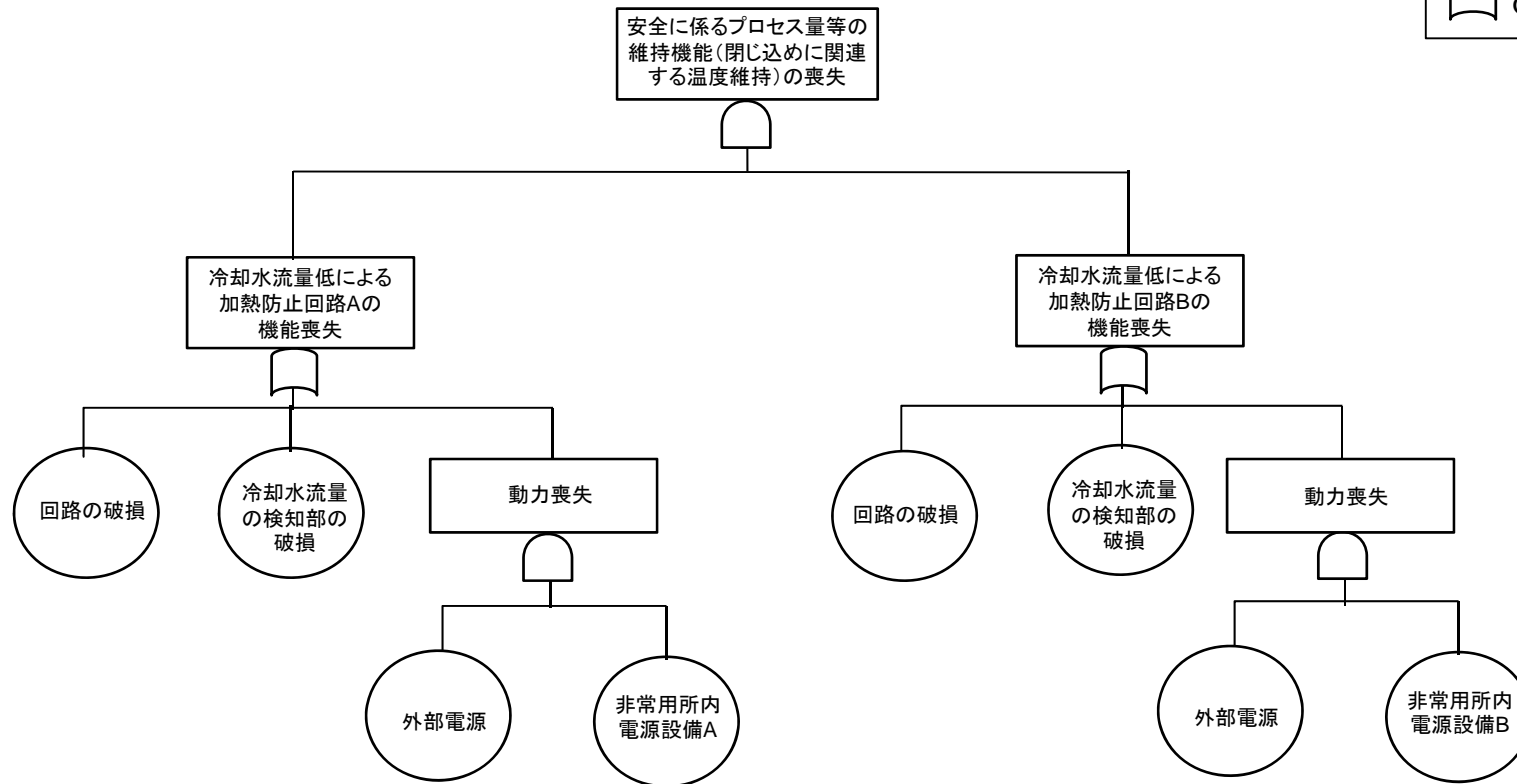 安全に係るプロセス量等の
維持機能(閉じ込めに関連
する温度維持)の喪失
冷却水流量低による
加熱防止回路Aの
機能喪失
冷却水流量低による
加熱防止回路Bの
機能喪失
回路の破損
冷却水流量
の検知部の
破損
動力喪失
回路の破損
冷却水流量
の検知部の
破損
動力喪失
外部電源
非常用所内
電源設備A
外部電源
非常用所内
電源設備B